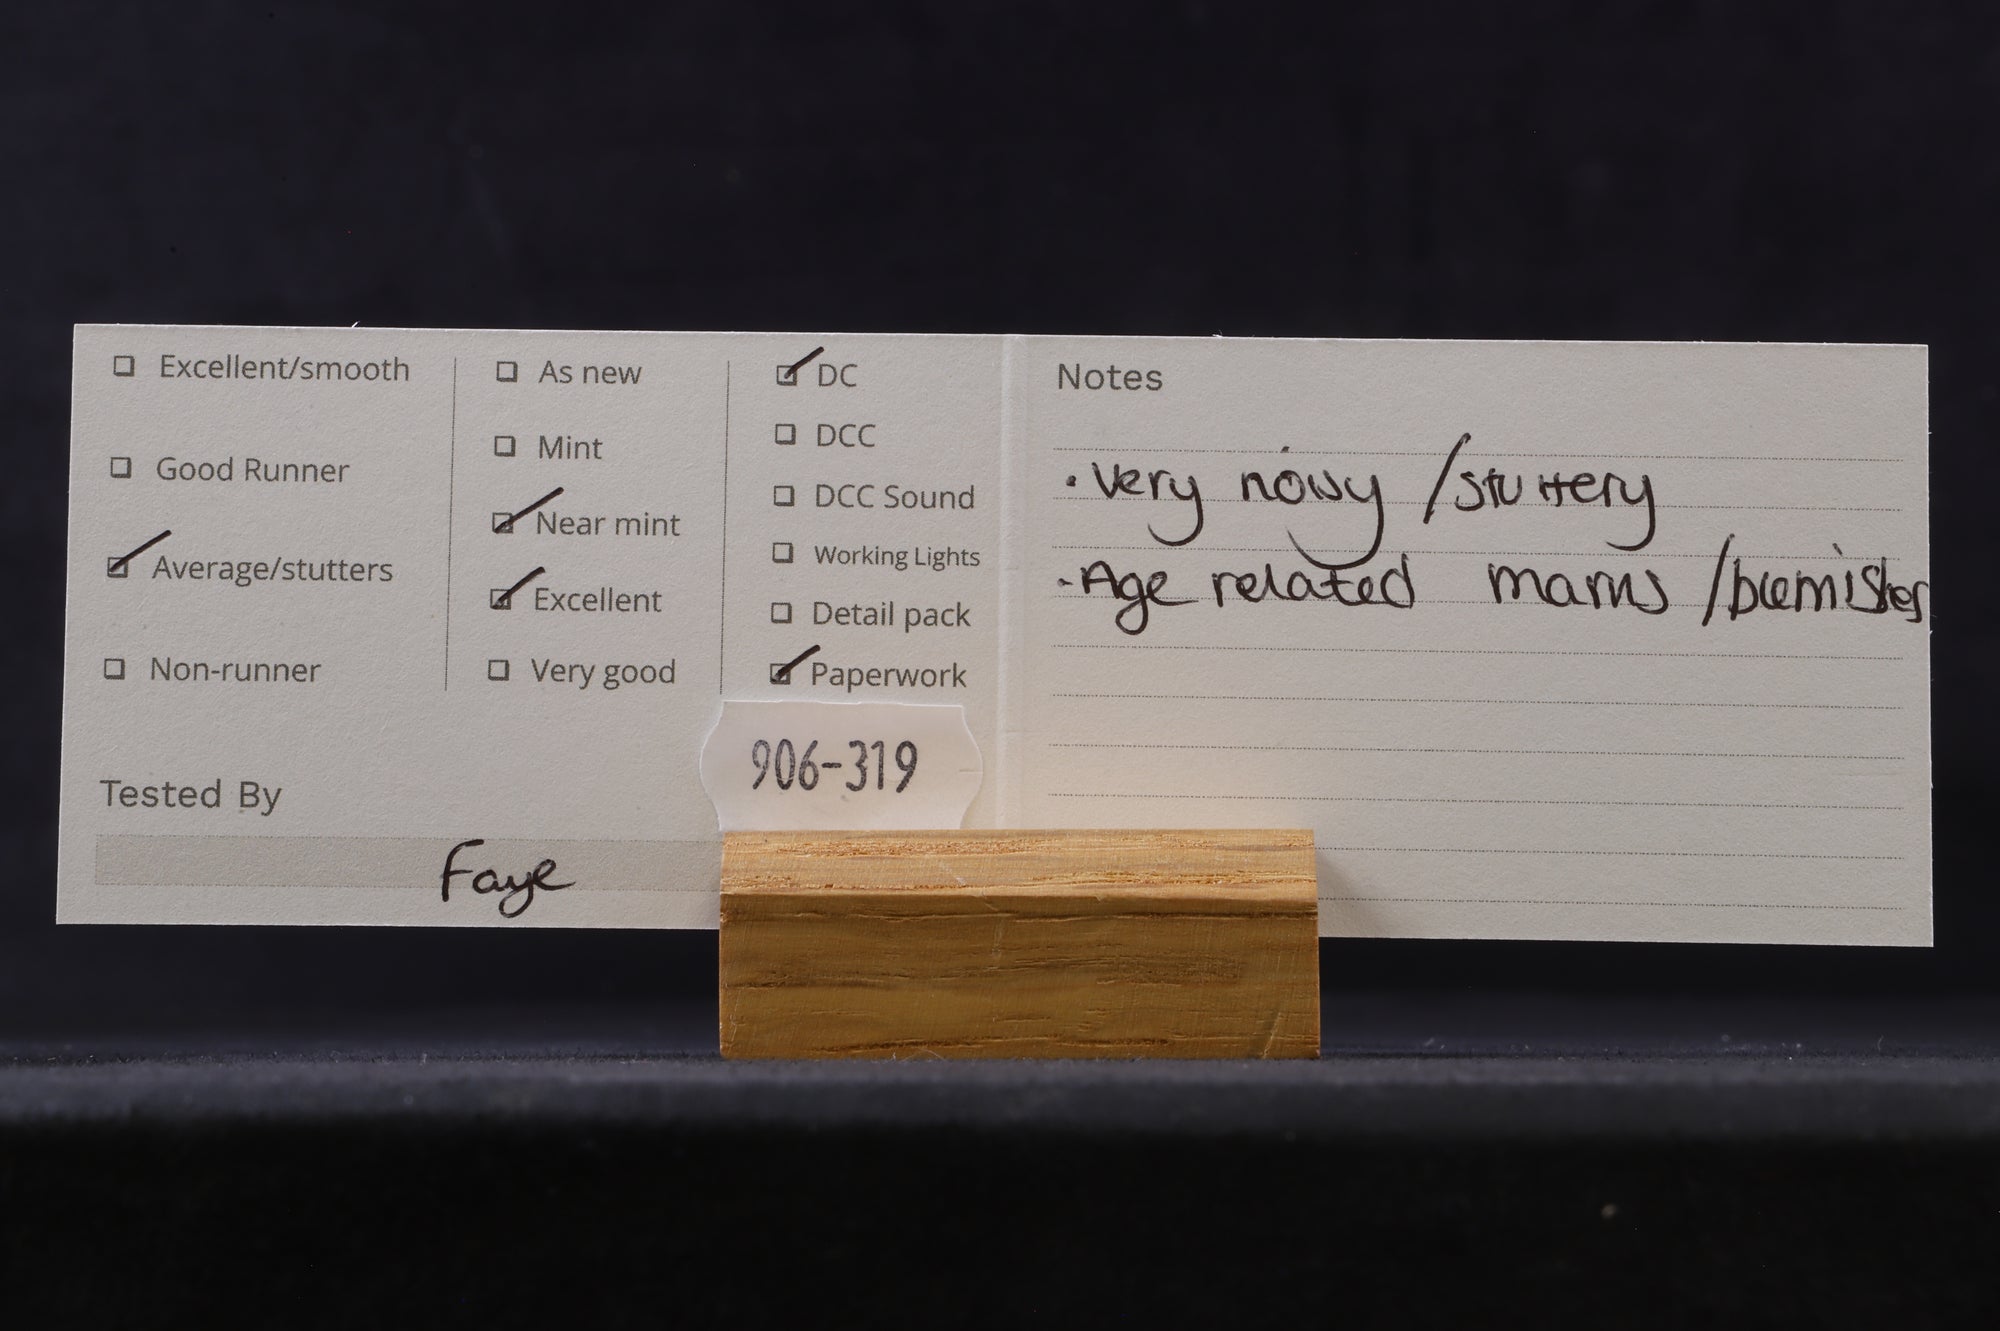 ☐ Excellent/smooth
☐ Good Runner
☑ Average/stutters
☐ Non-runner
☐ As new
☐ Mint
☑ Near mint
☑ Excellent
☐ Very good
☑ DC
☐ DCC
☐ DCC Sound
☐ Working Lights
☐ Detail pack
☑ Paperwork
906-319
Tested By
Faye
Notes
· Very noisy / stuttery
- Age related marks / blemishes